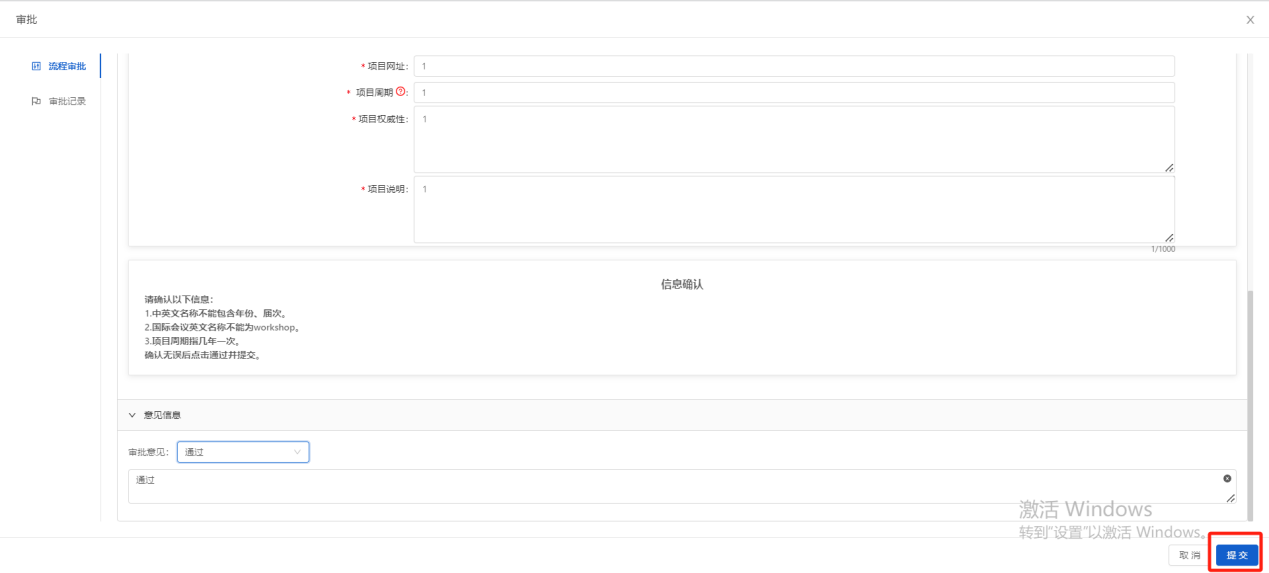 审批
流程审批
审批记录
* 项目网址: 1
* 项目周期 ?: 1
* 项目权威性: 1
* 项目说明: 1
1/1000
信息确认
请确认以下信息:
1.中英文名称不能包含年份、届次。
2.国际会议英文名称不能为workshop。
3.项目周期指几年一次。
确认无误后点击通过并提交。
意见信息
审批意见: 通过
通过
激活 Windows
转到"设置"以激活 Windows。
取消
提交